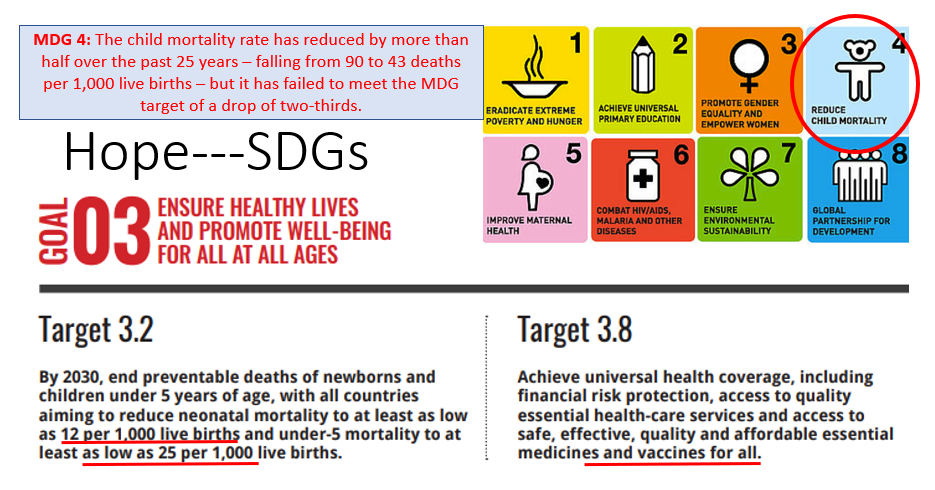 MDG 4: The child mortality rate has reduced by more than
half over the past 25 years – falling from 90 to 43 deaths
per 1,000 live births – but it has failed to meet the MDG
target of a drop of two-thirds.
1
ERADICATE EXTREME
POVERTY AND HUNGER
2
ACHIEVE UNIVERSAL
PRIMARY EDUCATION
3
PROMOTE GENDER
EQUALITY AND
EMPOWER WOMEN
4
REDUCE
CHILD MORTALITY
5
IMPROVE MATERNAL
HEALTH
6
COMBAT HIV/AIDS,
MALARIA AND OTHER
DISEASES
7
ENSURE
ENVIRONMENTAL
SUSTAINABILITY
8
GLOBAL
PARTNERSHIP FOR
DEVELOPMENT
Hope---SDGs
GOAL 03
ENSURE HEALTHY LIVES
AND PROMOTE WELL-BEING
FOR ALL AT ALL AGES
Target 3.2
By 2030, end preventable deaths of newborns and
children under 5 years of age, with all countries
aiming to reduce neonatal mortality to at least as low
as 12 per 1,000 live births and under-5 mortality to at
least as low as 25 per 1,000 live births.
Target 3.8
Achieve universal health coverage, including
financial risk protection, access to quality
essential health-care services and access to
safe, effective, quality and affordable essential
medicines and vaccines for all.